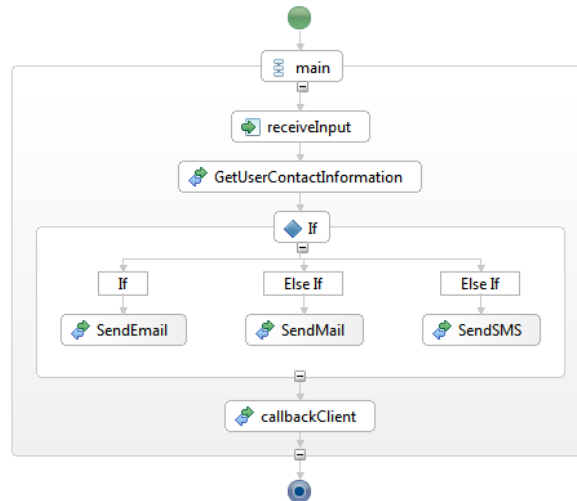 main
receiveInput
GetUserContactInformation
If
If Else If Else If
SendEmail SendMail SendSMS
callbackClient